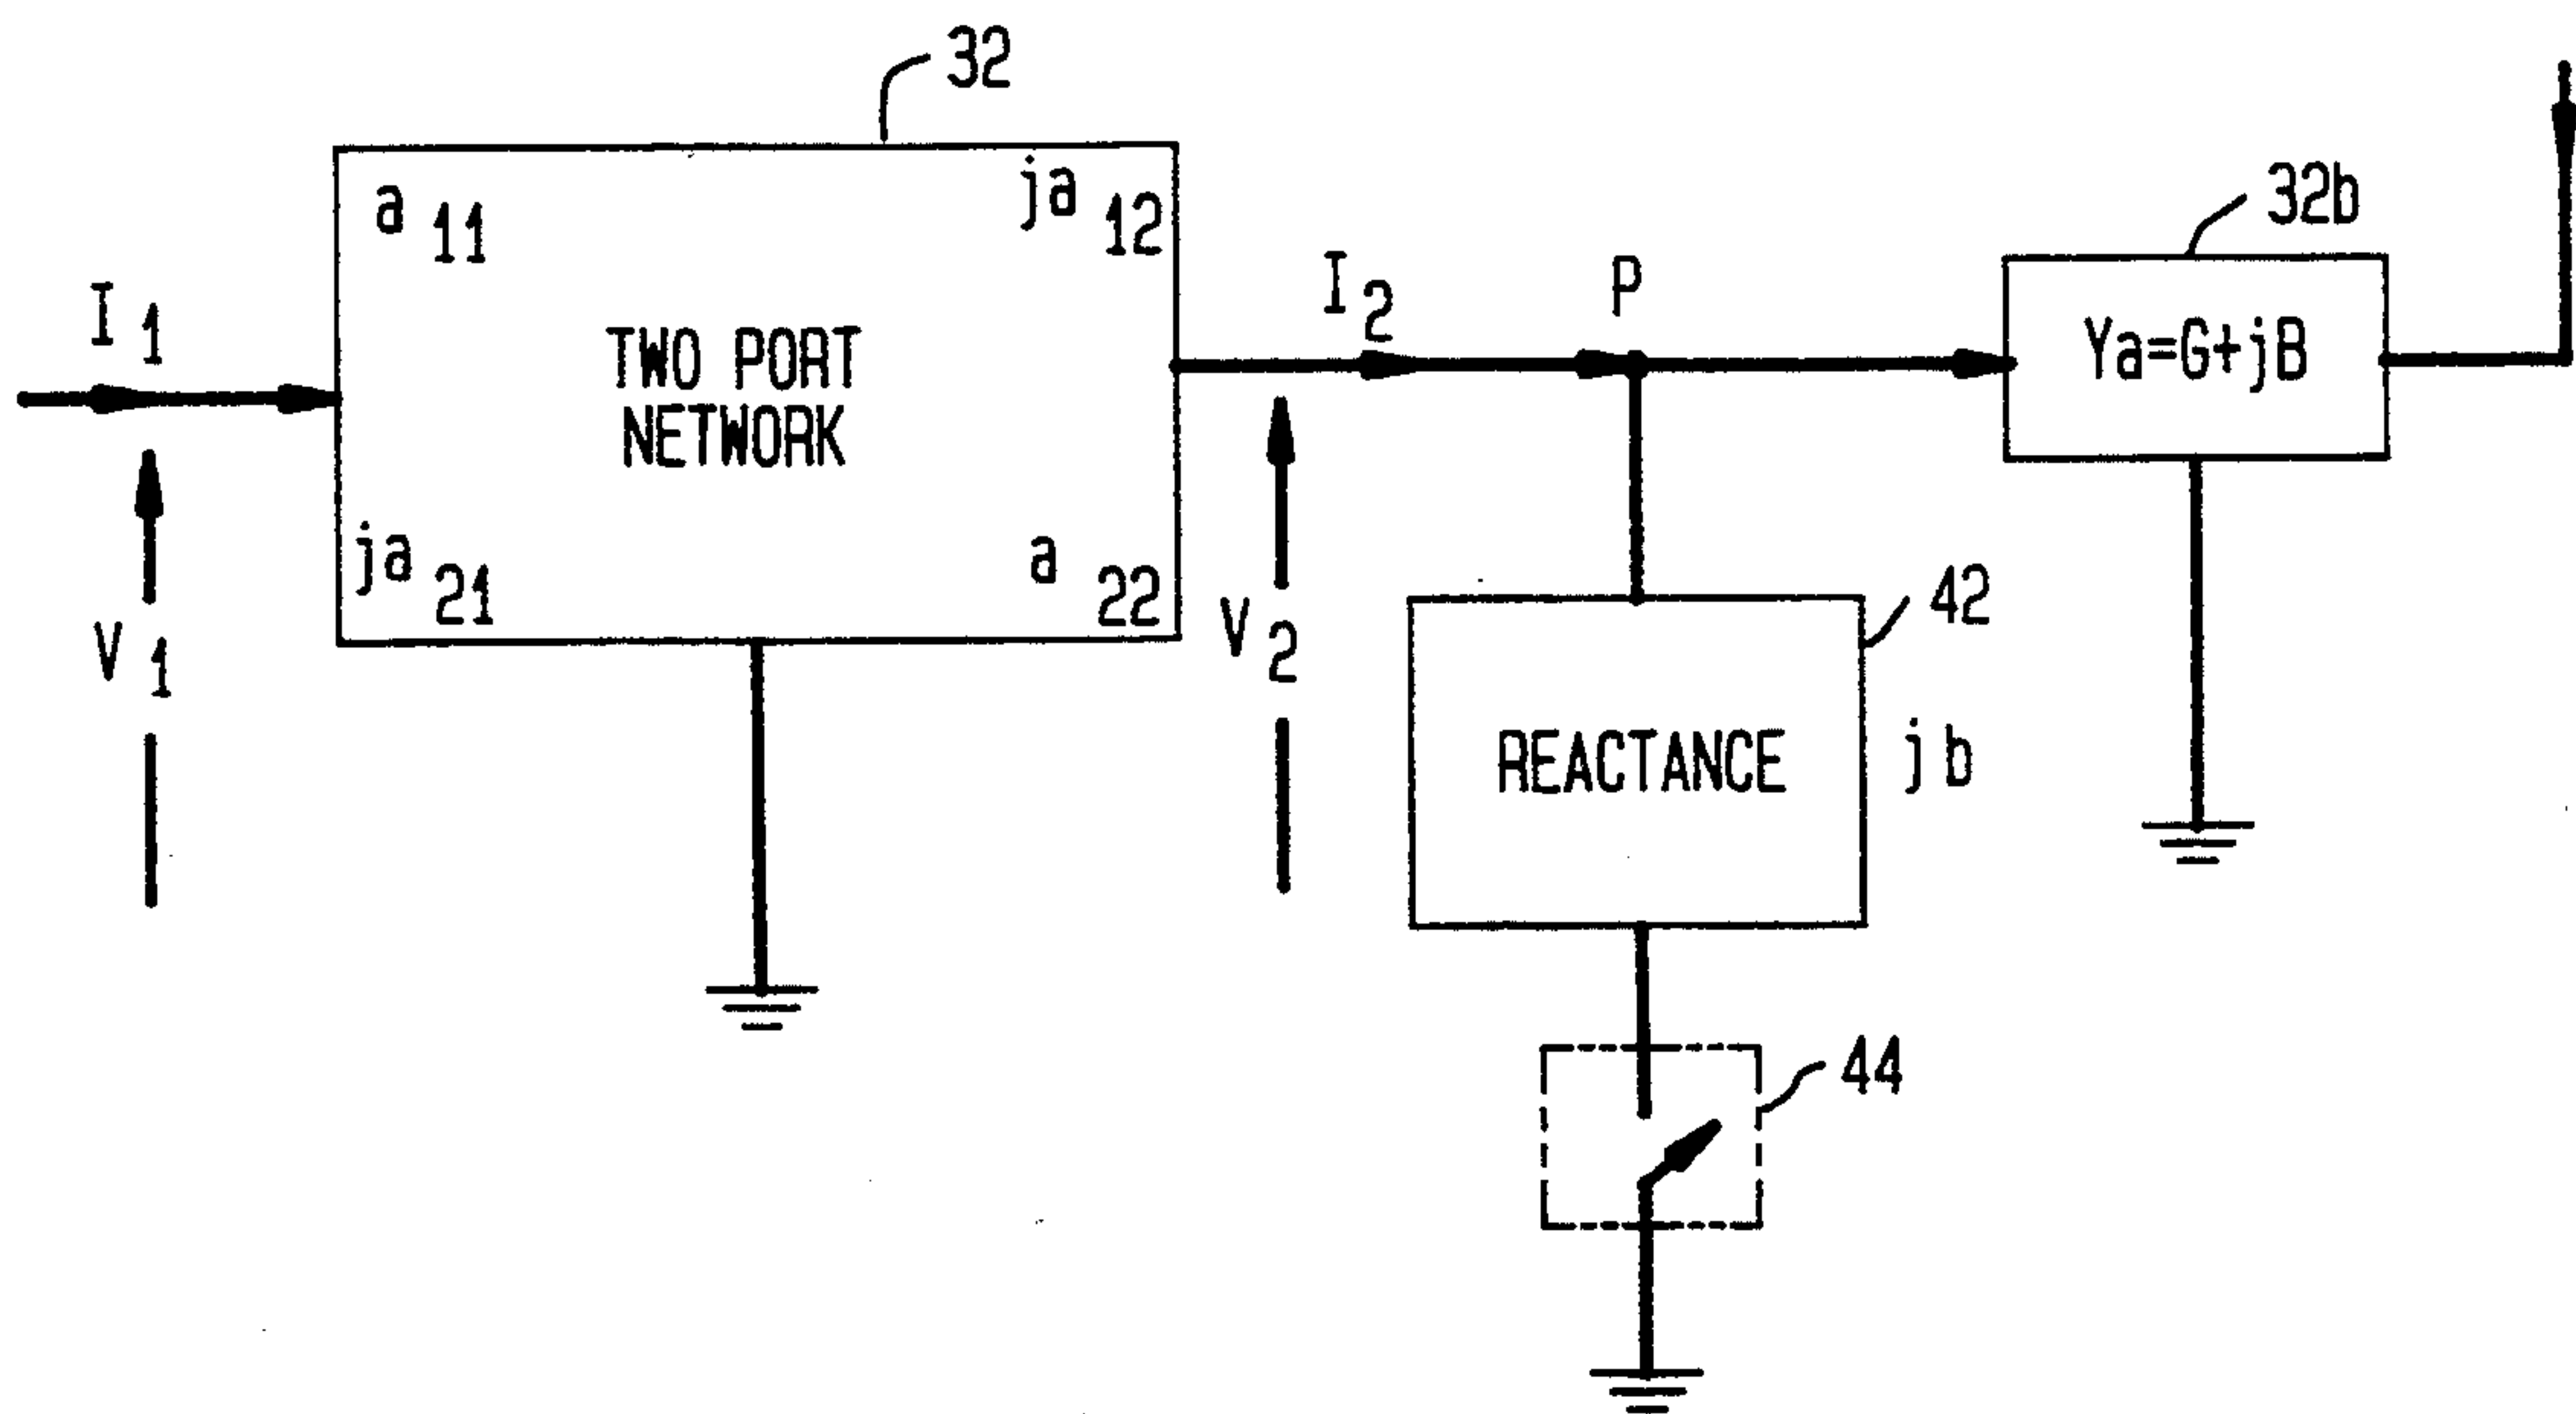 32
a 11
ja 12
I 1
TWO PORT
NETWORK
ja 21
a 22
V 1
I 2
P
V 2
32b
Ya=G+jB
42
REACTANCE
jb
44